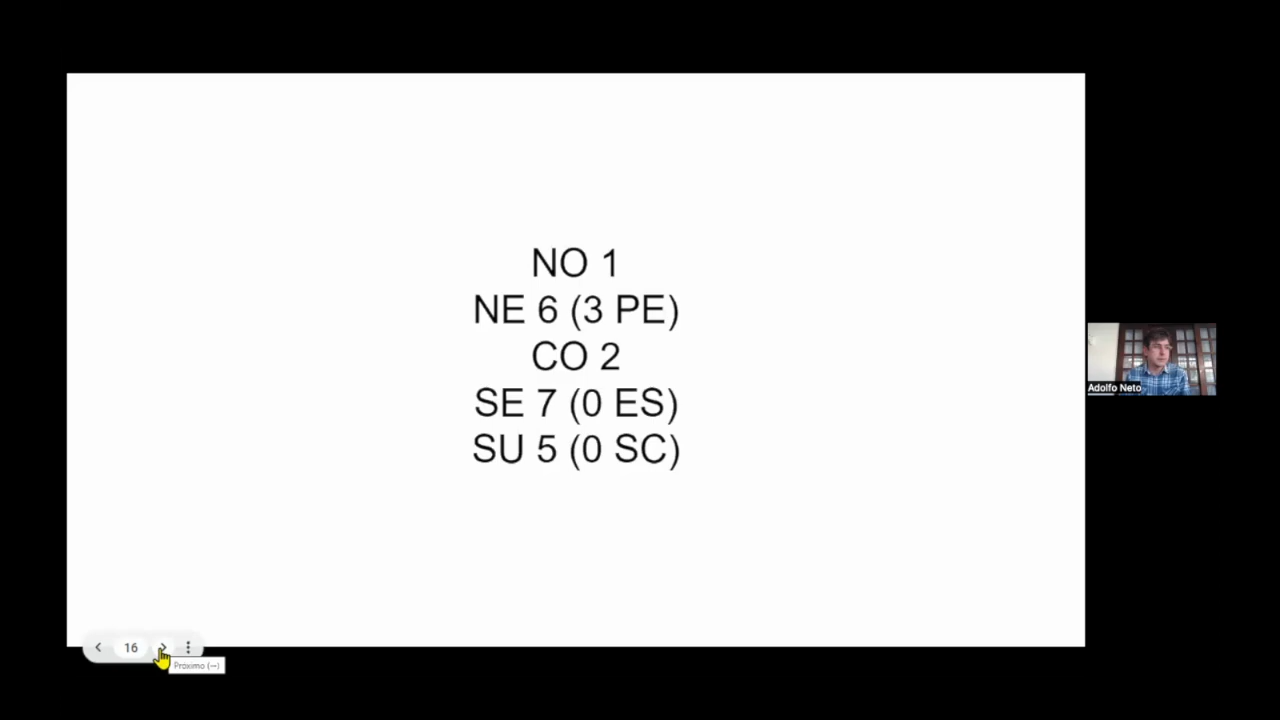 NO 1
NE 6 (3 PE)
CO 2
SE 7 (0 ES)
SU 5 (0 SC)
Adolfo Neto
16
Próximo (→)